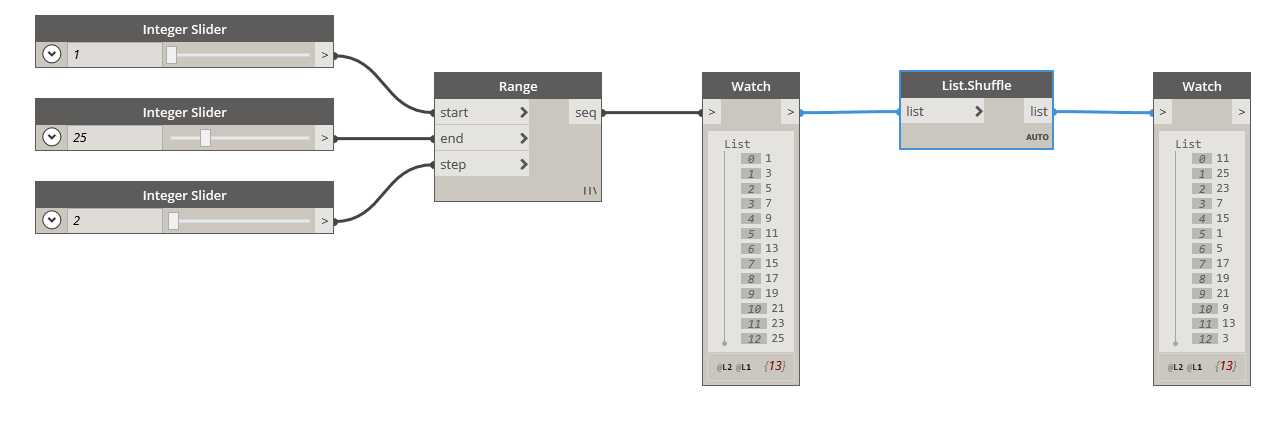 Integer Slider
1 >
Integer Slider
25 >
Integer Slider
2 >
Range
start > seq
end >
step >
Watch
> >
List
0 1
1 3
2 5
3 7
4 9
5 11
6 13
7 15
8 17
9 19
10 21
11 23
12 25
@L2 @L1 {13}
List.Shuffle
list > list
AUTO
Watch
> >
List
0 11
1 25
2 23
3 7
4 15
5 1
6 5
7 17
8 19
9 21
10 9
11 13
12 3
@L2 @L1 {13}